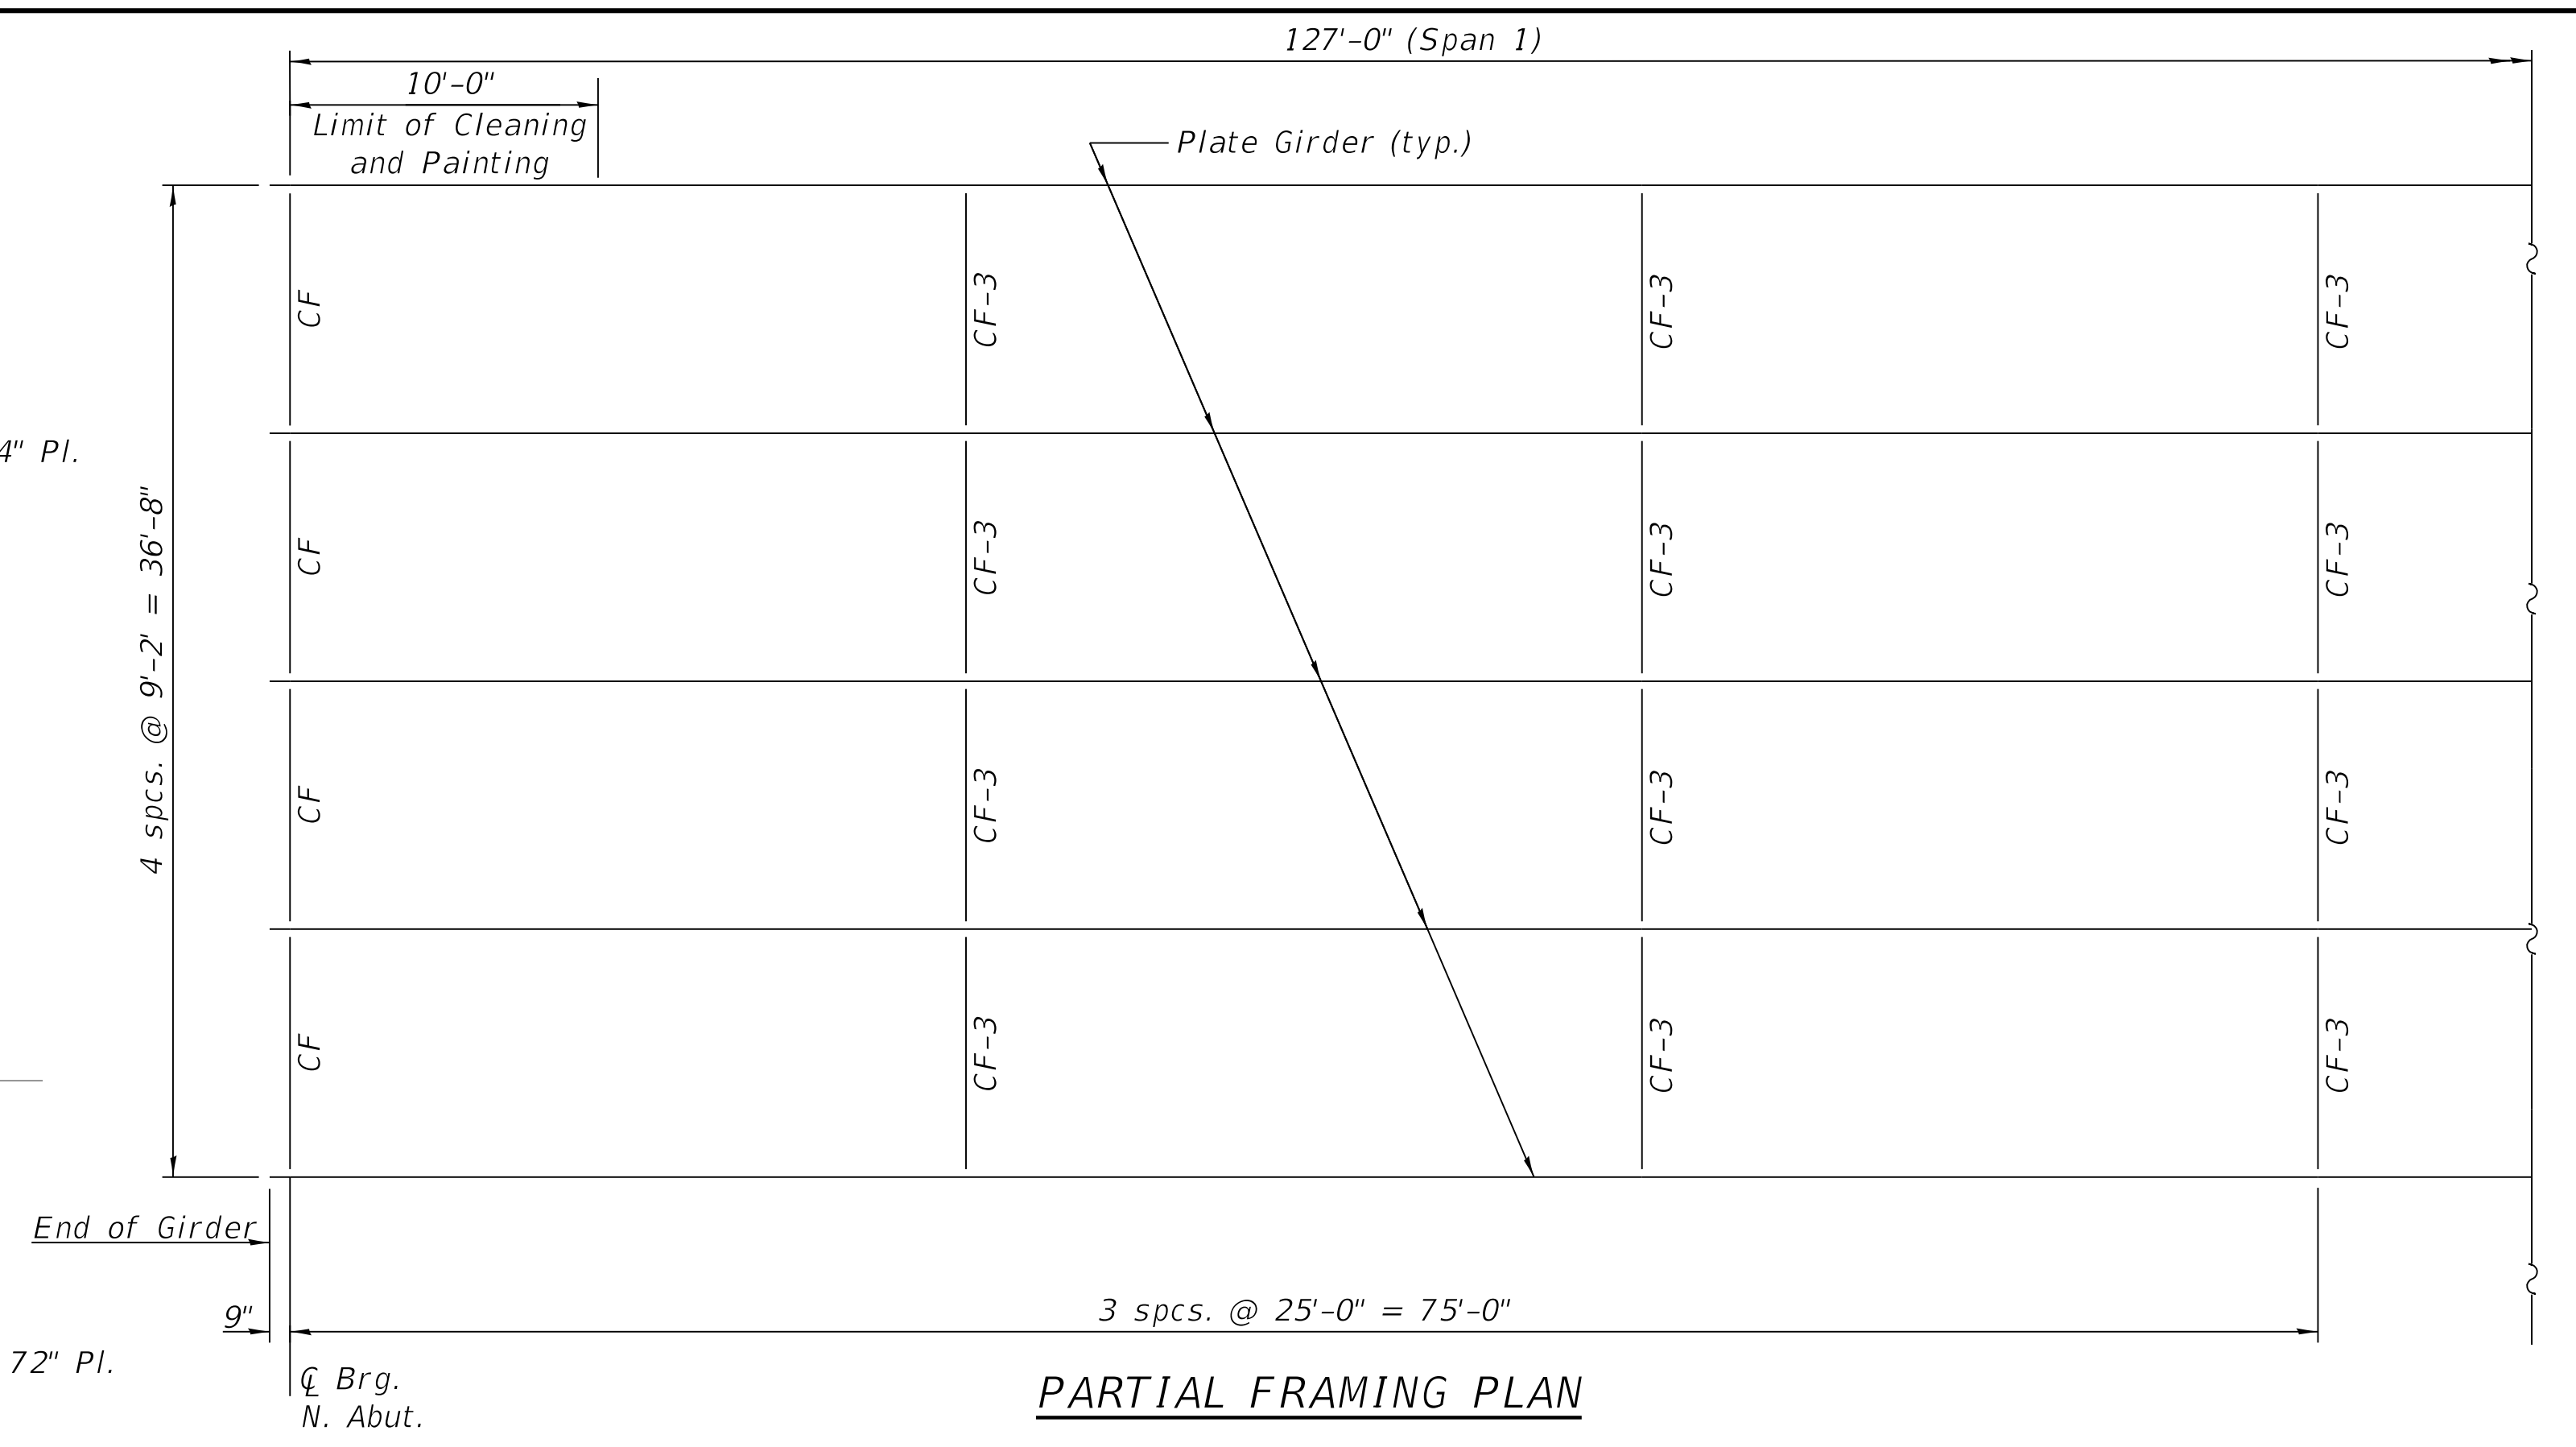 127'-0" (Span 1)
10'-0"
Limit of Cleaning
and Painting
Plate Girder (typ.)
CF
CF-3
CF-3
CF-3
4" Pl.
4 spcs. @ 9'-2' = 36'-8"
CF
CF-3
CF-3
CF-3
CF
CF-3
CF-3
CF-3
CF
CF-3
CF-3
CF-3
End of Girder
9"
3 spcs. @ 25'-0" = 75'-0"
72" Pl.
℄ Brg.
N. Abut.
PARTIAL FRAMING PLAN